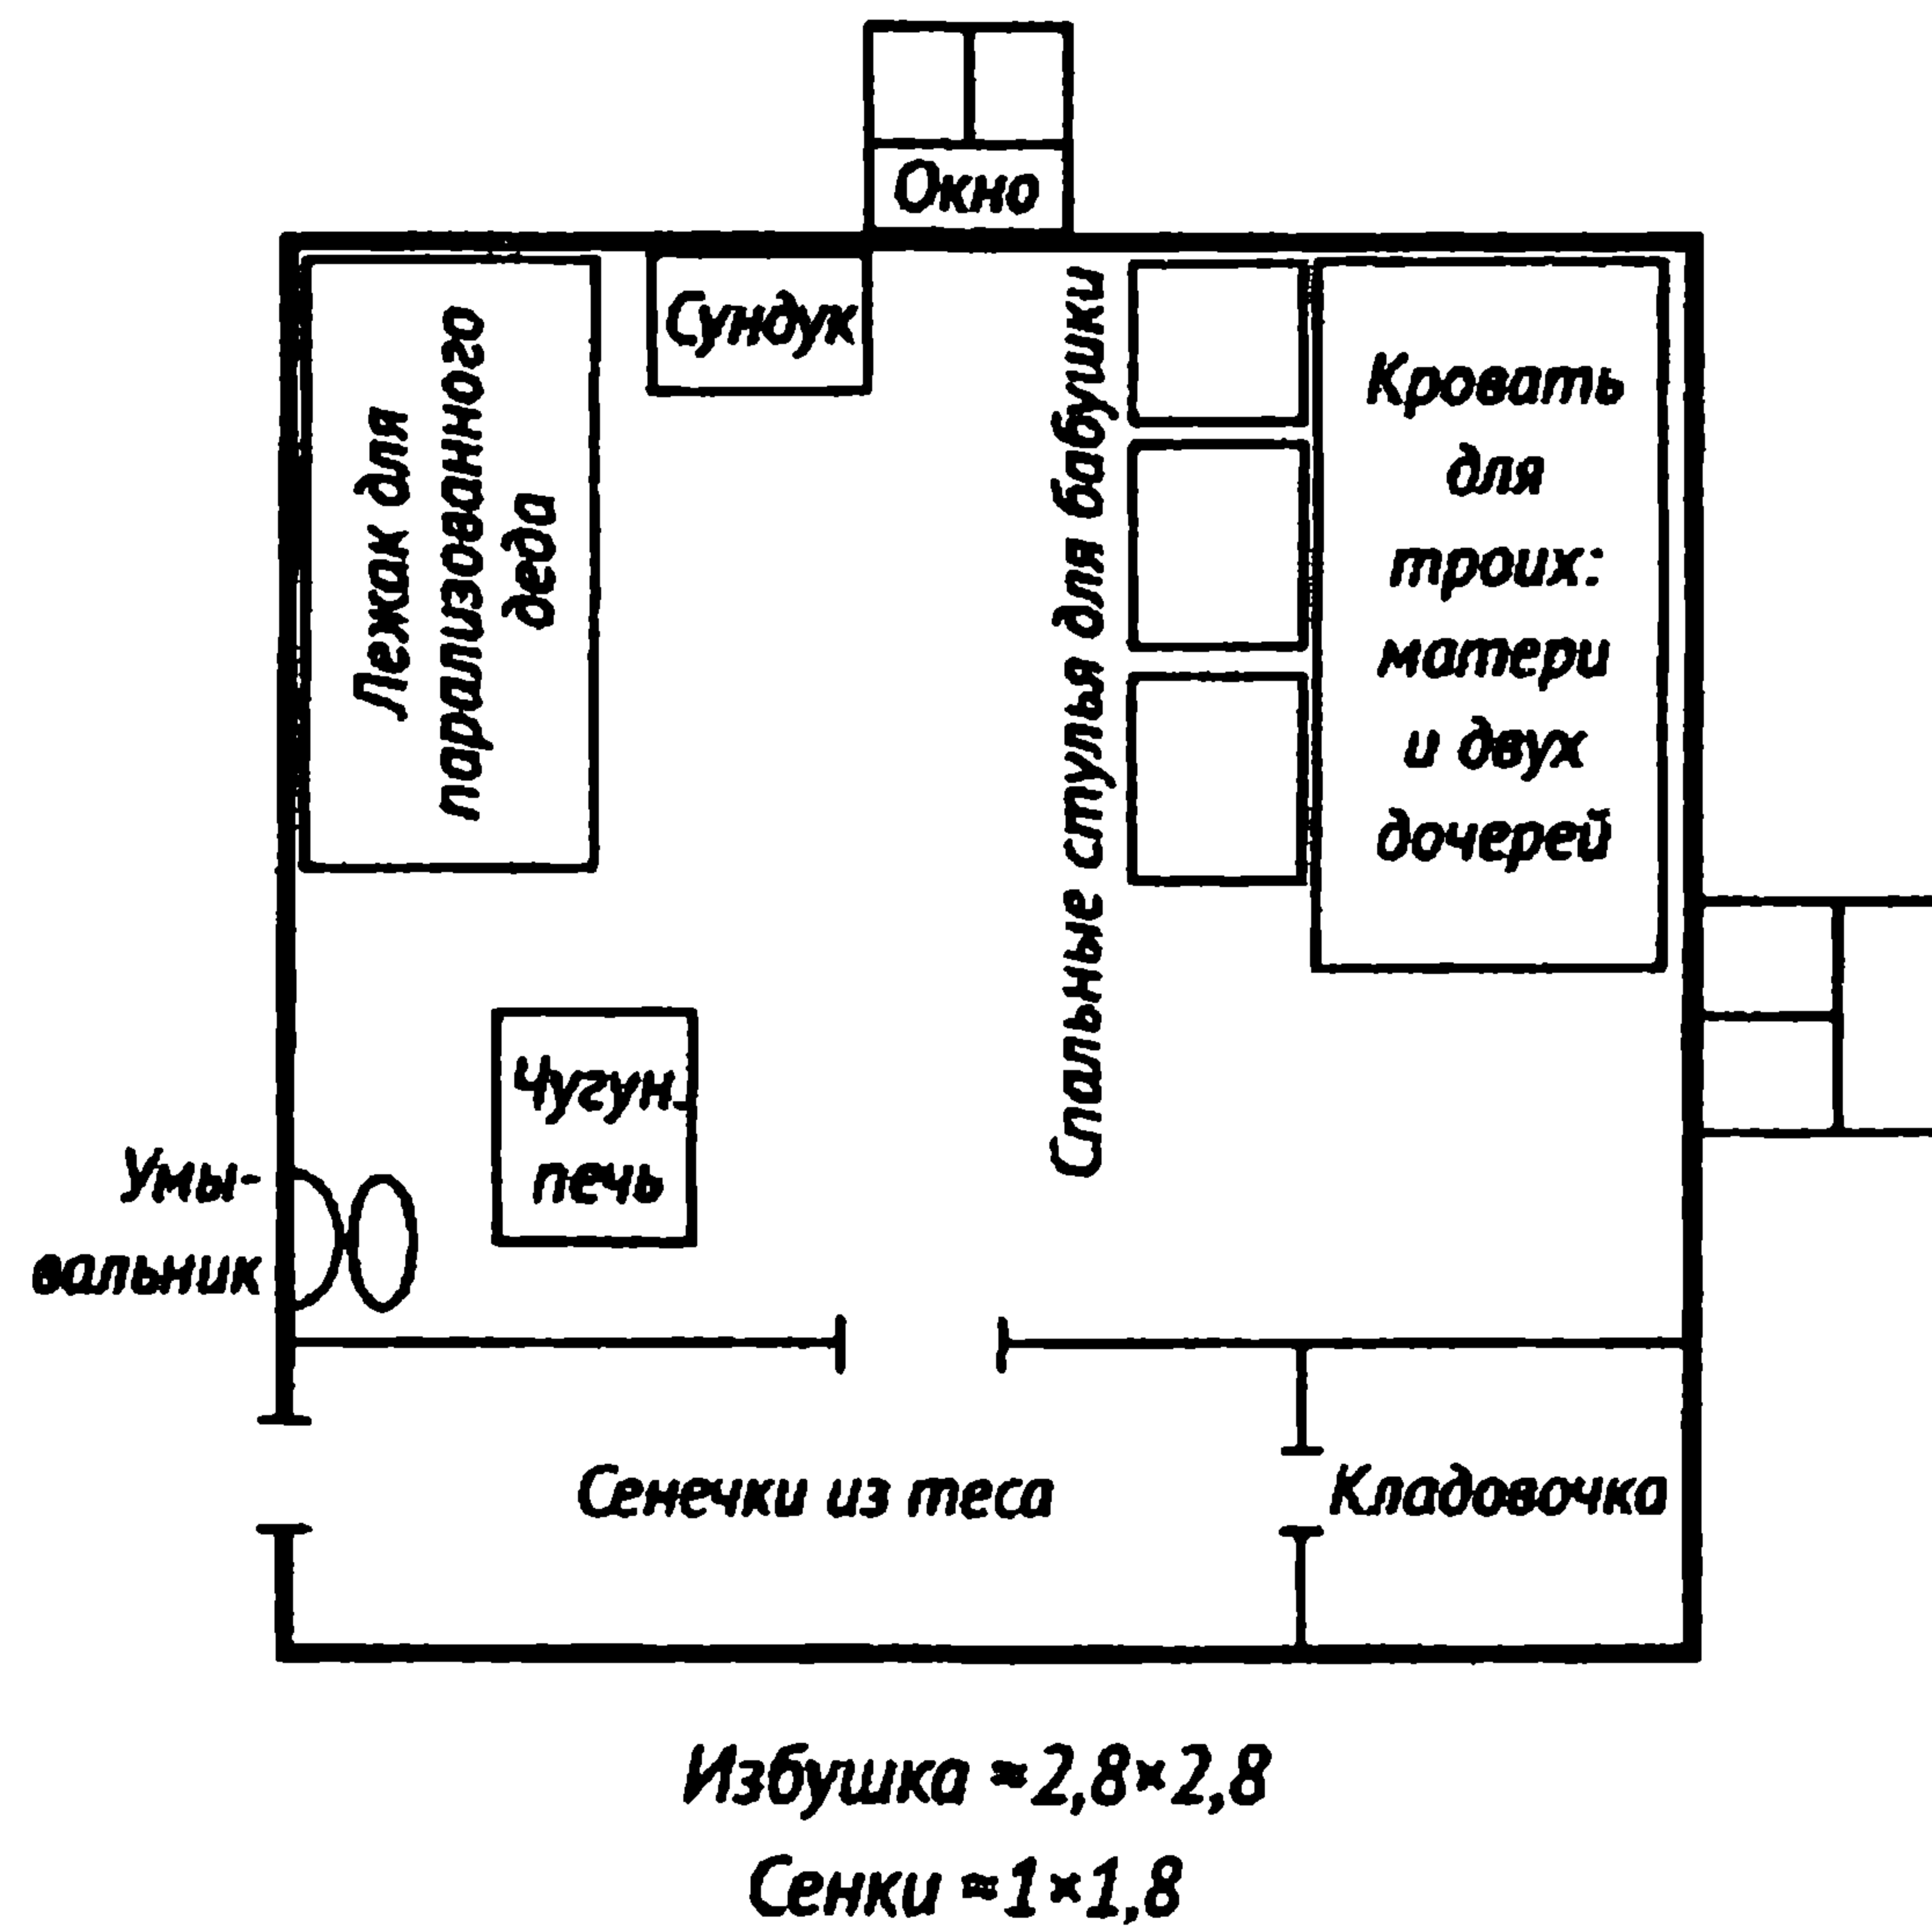 Окно
Сундук
Лежак для
парализованного
деда
Спальные стулья для бабушки
Кровать
для
троих:
матери
и двух
дочерей
Чугун.
печь
Умы-
вальник
Сенечки из теса
Кладовочка
Избушка ≈2,8×2,8
Сенки ≈1×1,8